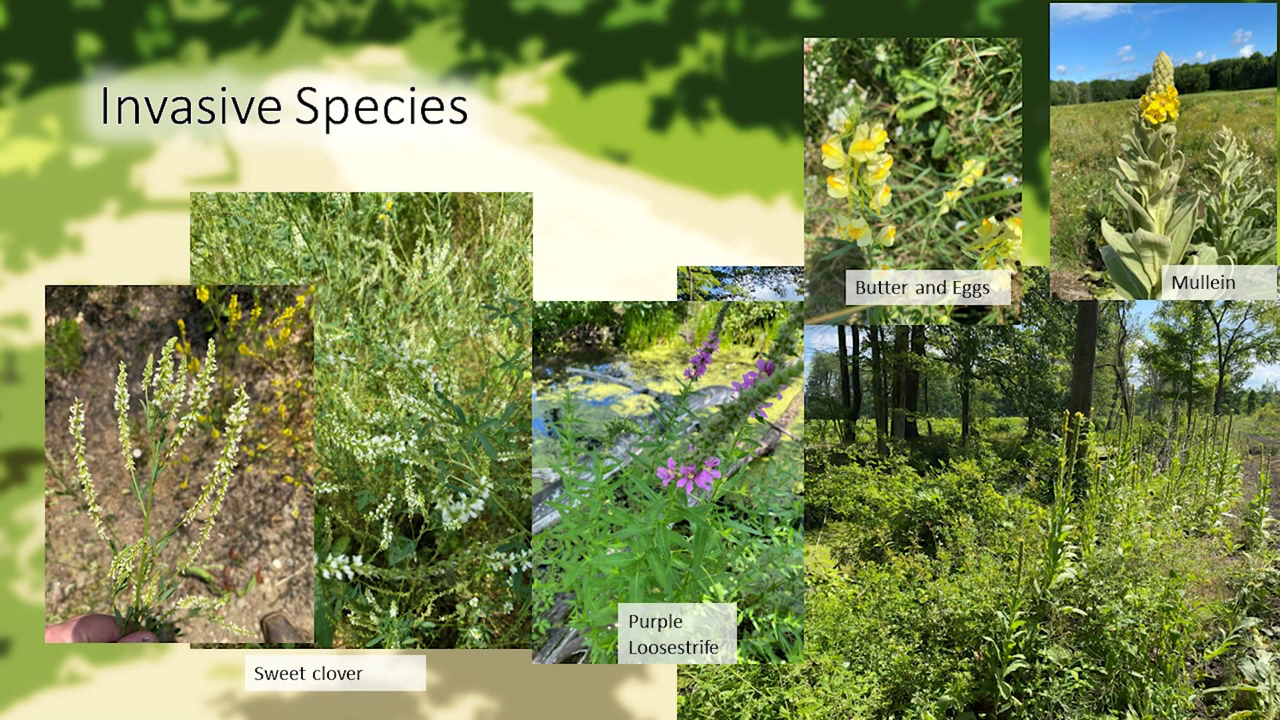 Invasive Species
Butter and Eggs
Mullein
Purple
Loosestrife
Sweet clover